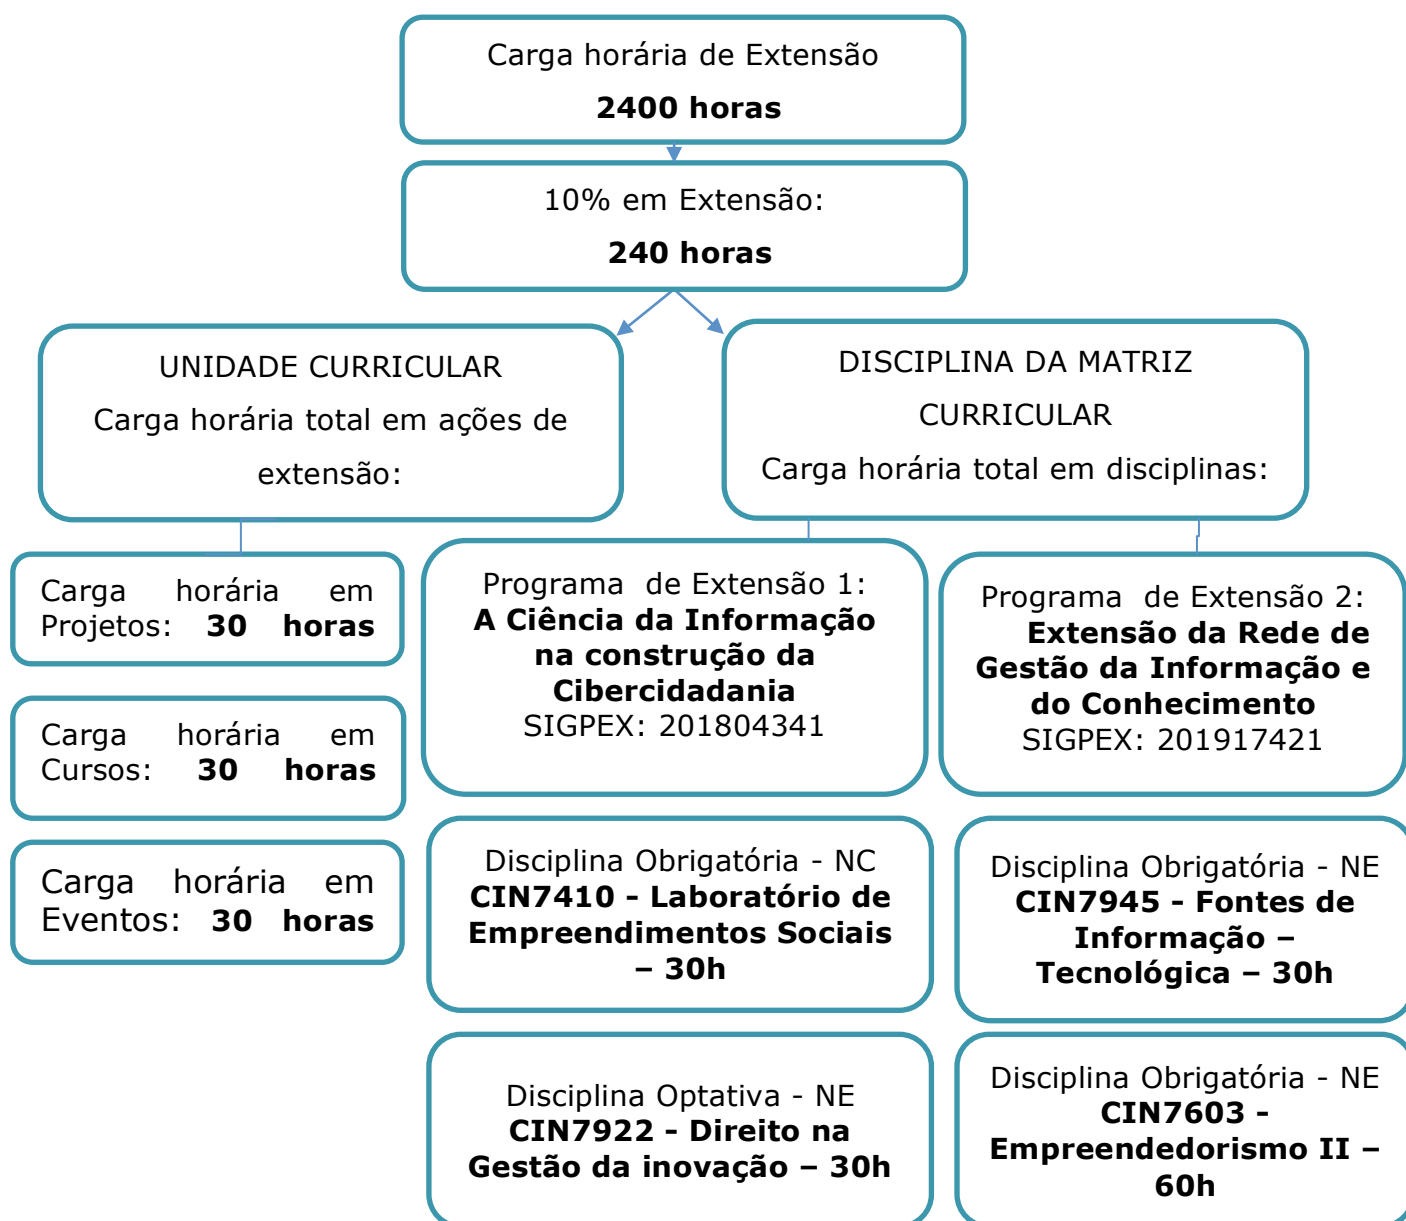 Carga horária de Extensão
2400 horas
10% em Extensão:
240 horas
UNIDADE CURRICULAR
Carga horária total em ações de
extensão:
DISCIPLINA DA MATRIZ
CURRICULAR
Carga horária total em disciplinas:
Carga horária em
Projetos: 30 horas
Carga horária em
Cursos: 30 horas
Carga horária em
Eventos: 30 horas
Programa de Extensão 1:
A Ciência da Informação
na construção da
Cibercidadania
SIGPEX: 201804341
Disciplina Obrigatória - NC
CIN7410 - Laboratório de
Empreendimentos Sociais
– 30h
Disciplina Optativa - NE
CIN7922 - Direito na
Gestão da inovação – 30h
Programa de Extensão 2:
Extensão da Rede de
Gestão da Informação e
do Conhecimento
SIGPEX: 201917421
Disciplina Obrigatória - NE
CIN7945 - Fontes de
Informação –
Tecnológica – 30h
Disciplina Obrigatória - NE
CIN7603 -
Empreendedorismo II –
60h